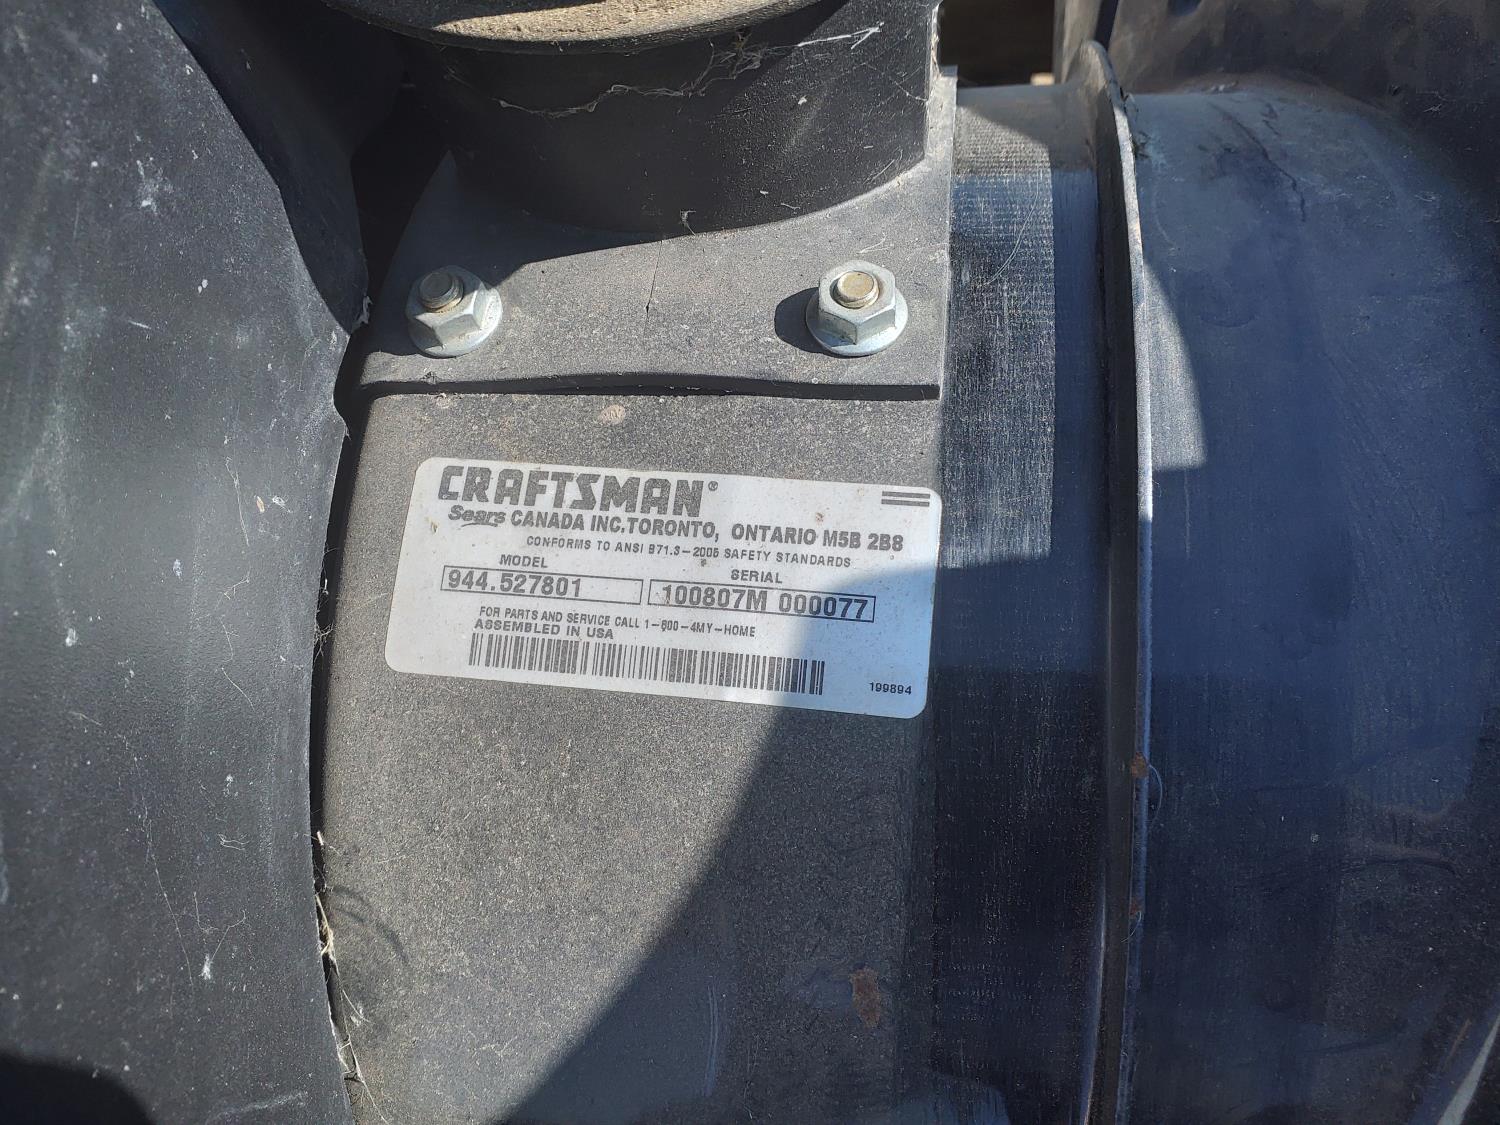 CRAFTSMAN®
Sears CANADA INC. TORONTO, ONTARIO M5B 2B8
CONFORMS TO ANSI B71.3-2005 SAFETY STANDARDS
MODEL SERIAL
944.527801 100807M 000077
FOR PARTS AND SERVICE CALL 1-800-4MY-HOME
ASSEMBLED IN USA
199894